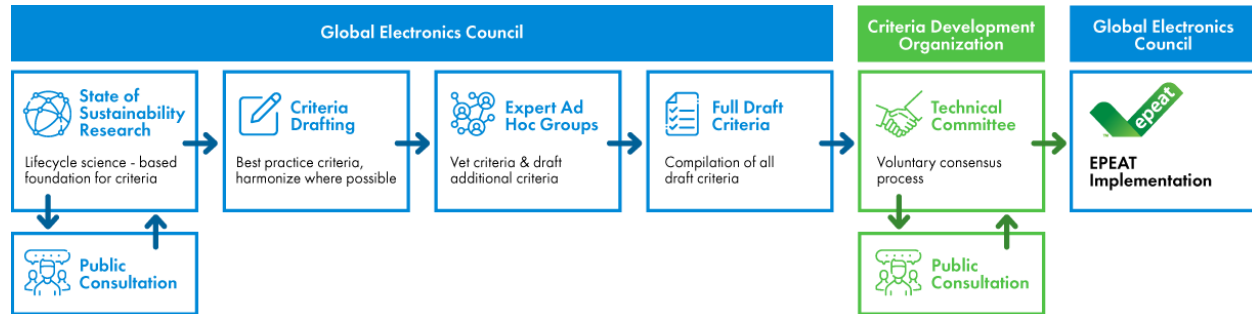 Global Electronics Council
Criteria Development
Organization
Global Electronics
Council
State of
Sustainability
Research
Lifecycle science - based
foundation for criteria
Criteria
Drafting
Best practice criteria,
harmonize where possible
Expert Ad
Hoc Groups
Vet criteria & draft
additional criteria
Full Draft
Criteria
Compilation of all
draft criteria
Technical
Committee
Voluntary consensus
process
epeat
EPEAT
Implementation
Public
Consultation
Public
Consultation